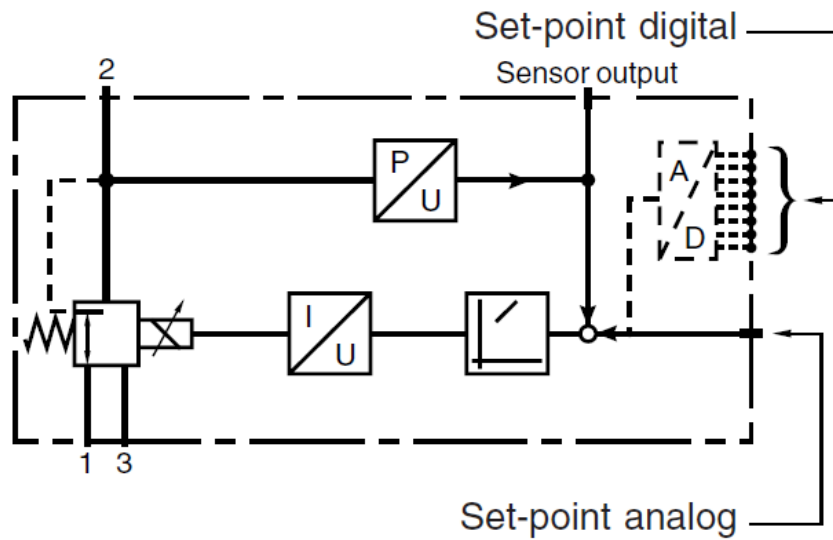 Set-point digital
2
Sensor output
P
U
A
D
I
U
1 3
Set-point analog